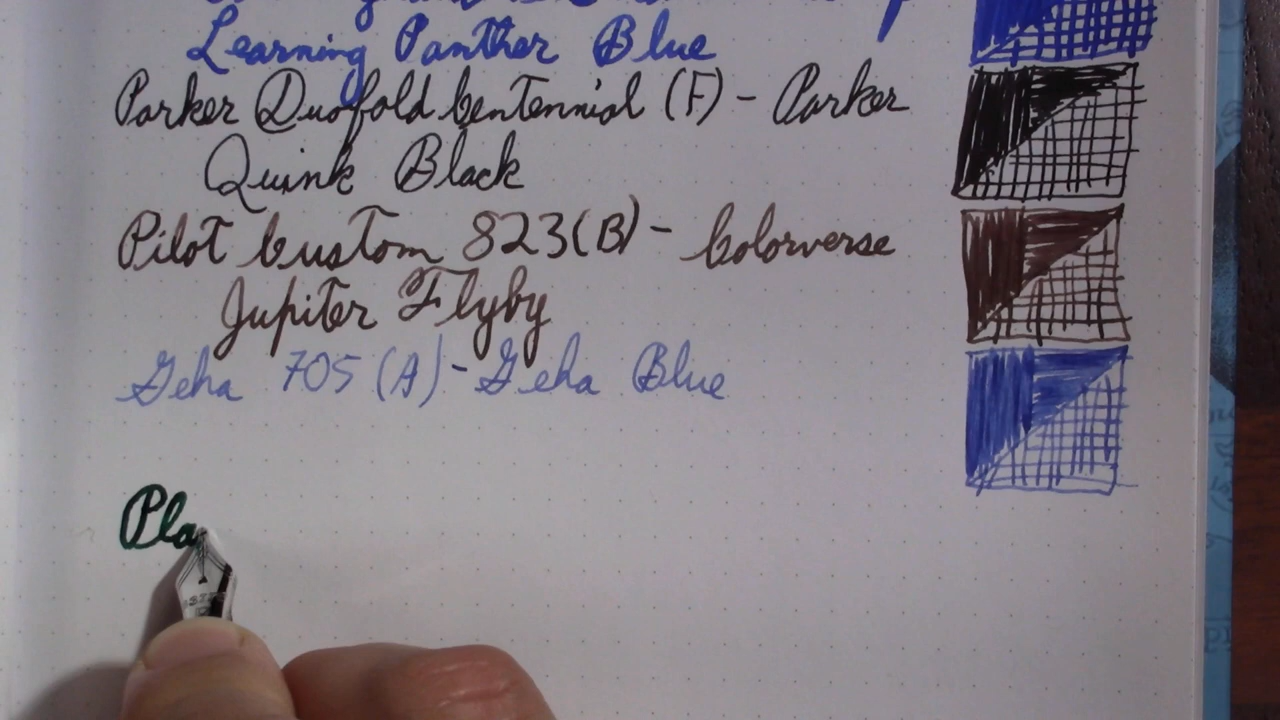 Learning Panther Blue
Parker Duofold Centennial (F) - Parker
Quink Black
Pilot Custom 823(B) - Colorverse
Jupiter Flyby
Geha 705 (A) - Geha Blue
Pla